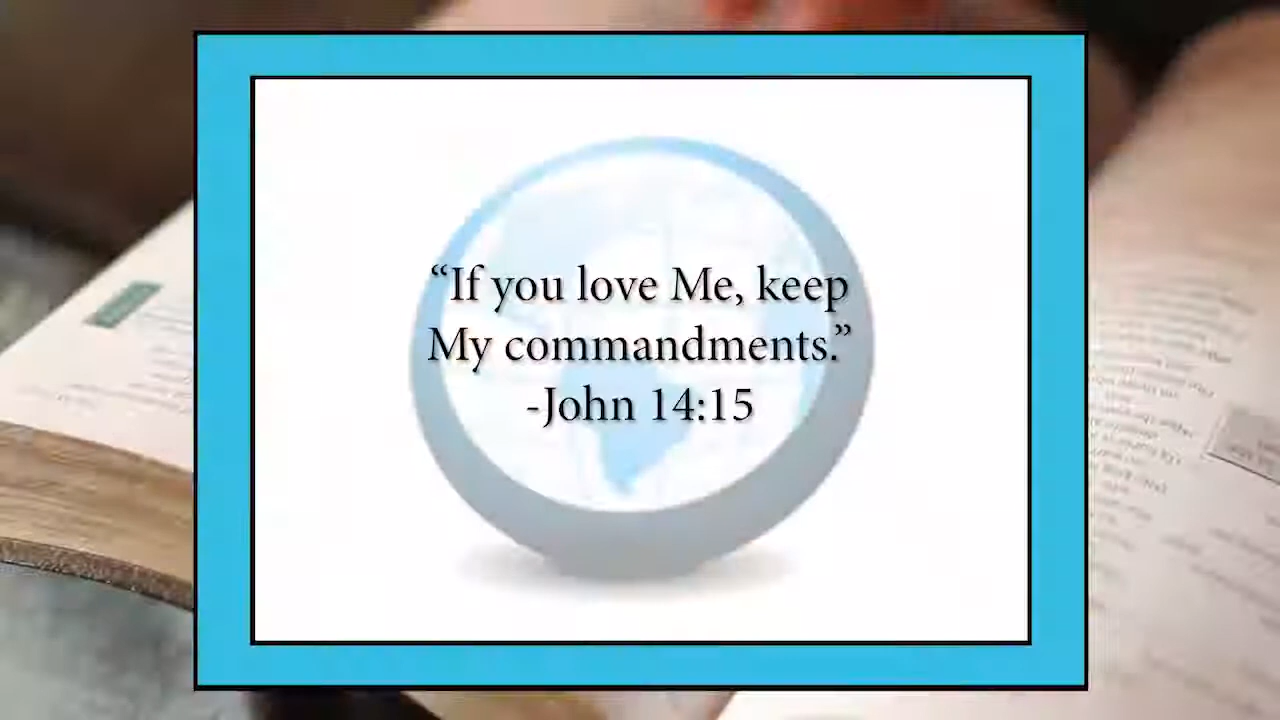 “If you love Me, keep
My commandments.”
-John 14:15